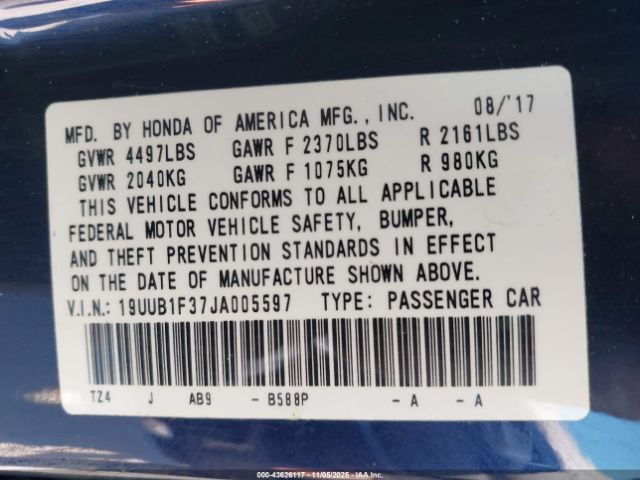 MFD. BY HONDA OF AMERICA MFG., INC. 08/'17
GVWR 4497LBS GAWR F 2370LBS R 2161LBS
GVWR 2040KG GAWR F 1075KG R 980KG
THIS VEHICLE CONFORMS TO ALL APPLICABLE
FEDERAL MOTOR VEHICLE SAFETY, BUMPER,
AND THEFT PREVENTION STANDARDS IN EFFECT
ON THE DATE OF MANUFACTURE SHOWN ABOVE.
V.I.N.: 19UUB1F37JA005597 TYPE: PASSENGER CAR
TZ4 J AB9 - B588P - A - A
000-43626117 - 11/05/2025 - IAAI.COM